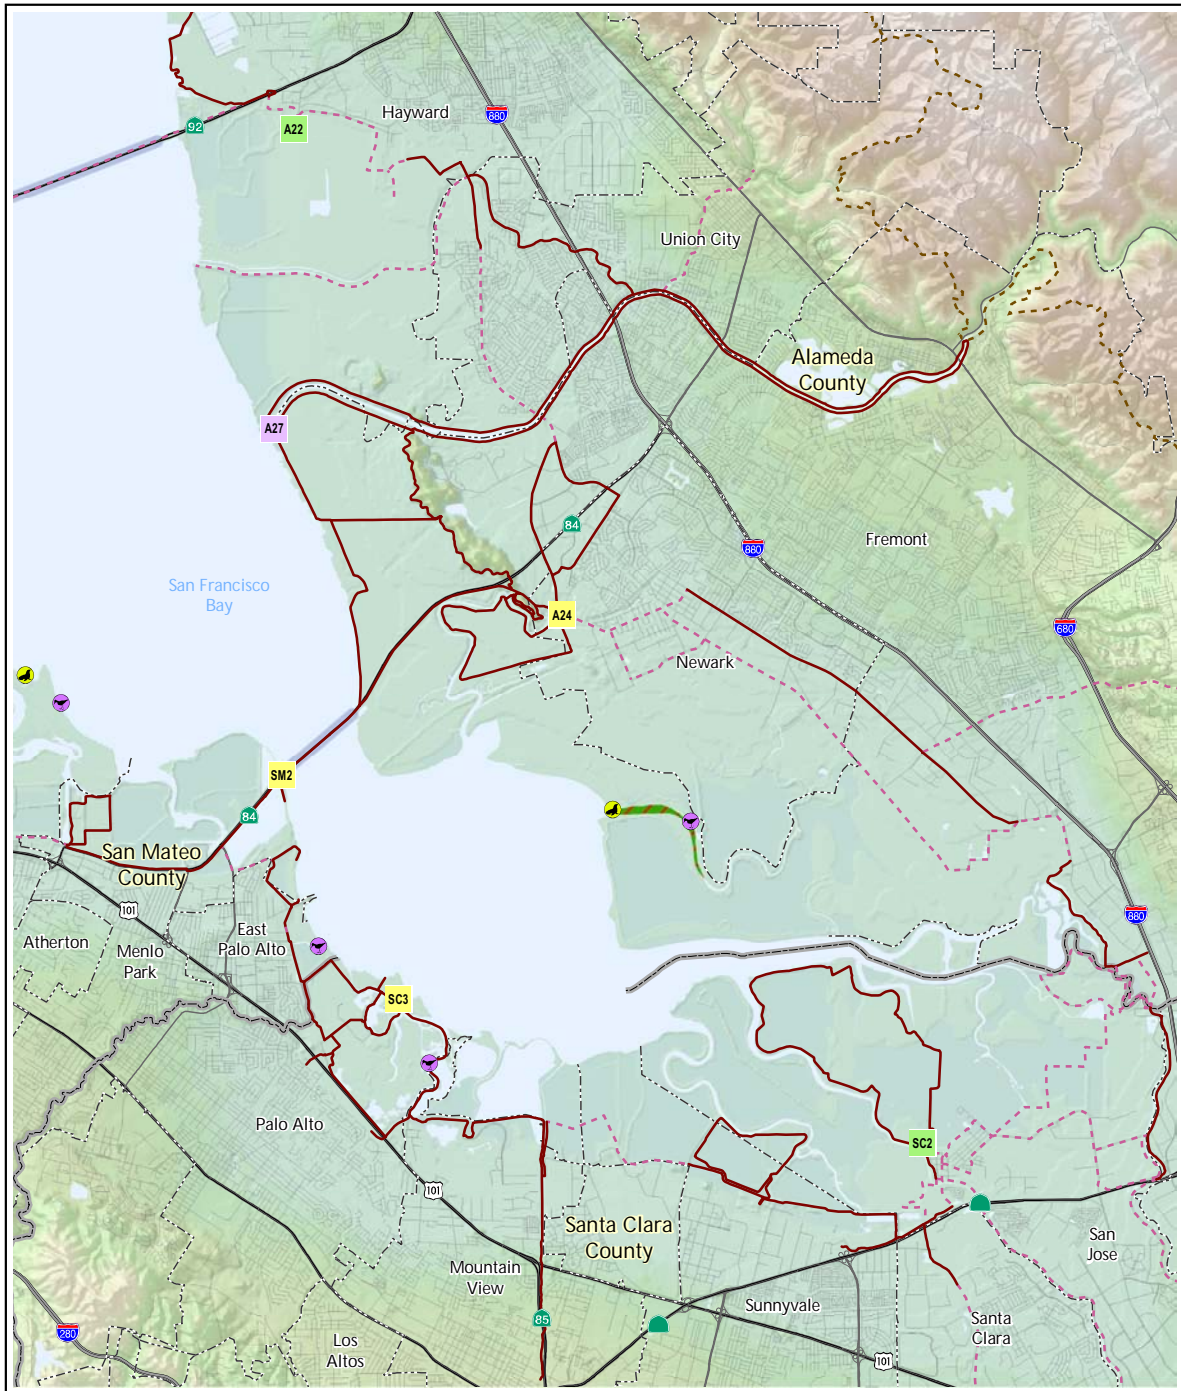 Hayward
880
92
A22
Union City
Alameda
County
A27
84
880
Fremont
San Francisco
Bay
A24
680
Newark
SM2
84
San Mateo
County
101
880
Atherton
Menlo
Park
East
Palo Alto
SC3
Palo Alto
SC2
101
Santa Clara
County
San
Jose
Mountain
View
Sunnyvale
85
280
Los
Altos
Santa
Clara
101